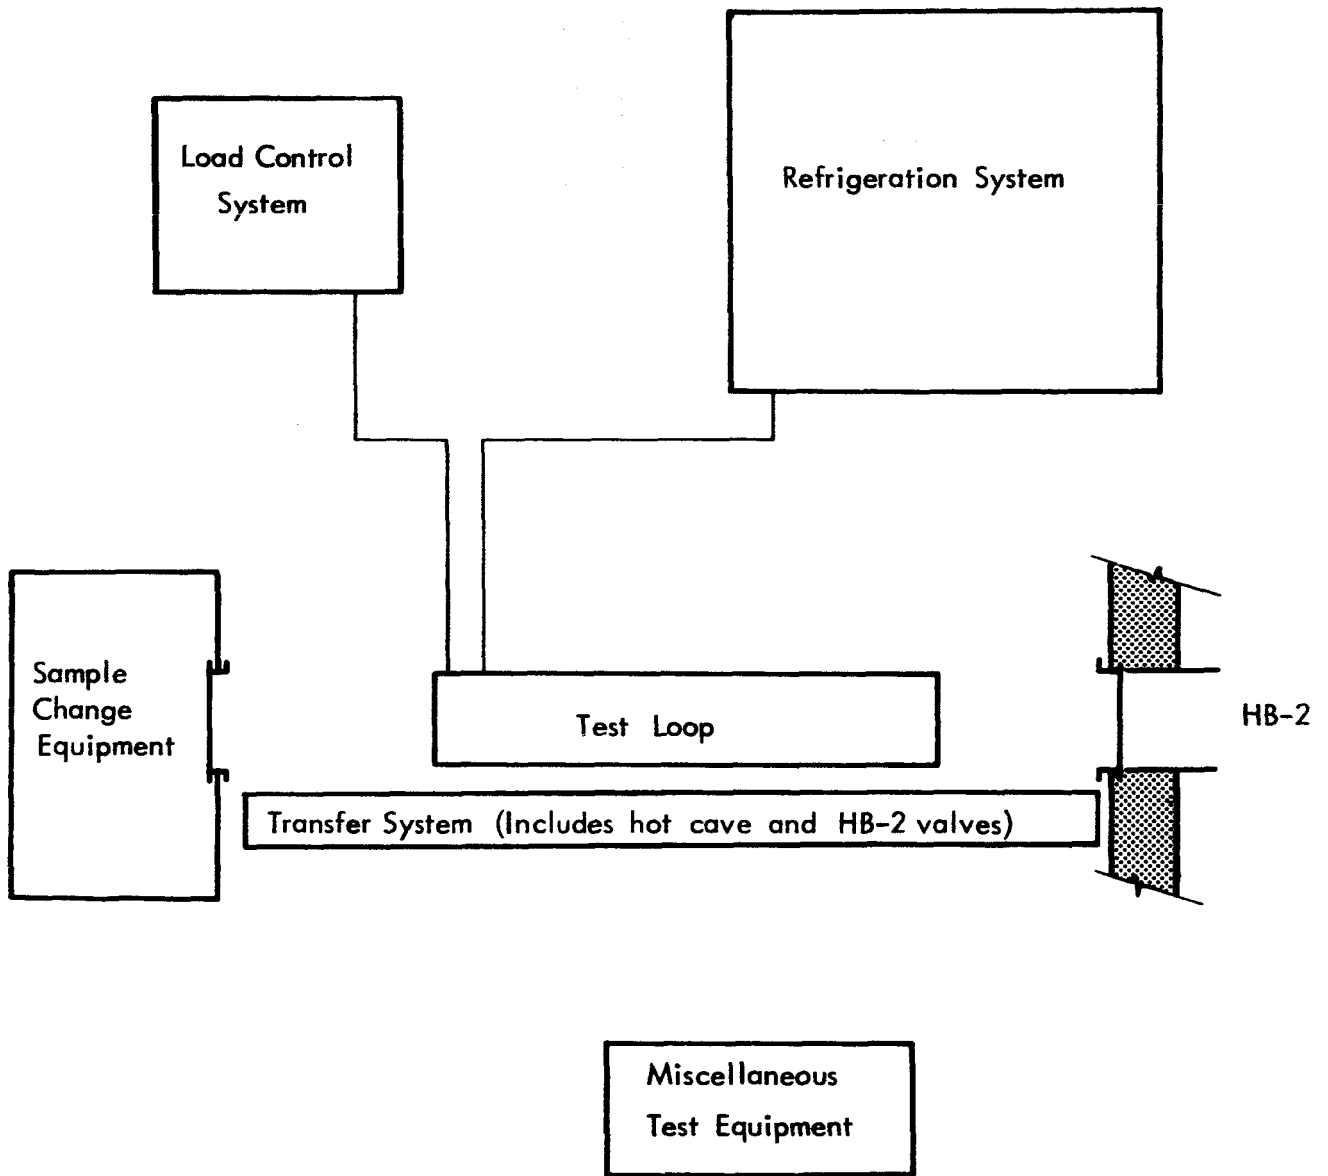 Load Control
System
Refrigeration System
Sample
Change
Equipment
Test Loop
HB-2
Transfer System (Includes hot cave and HB-2 valves)
Miscellaneous
Test Equipment